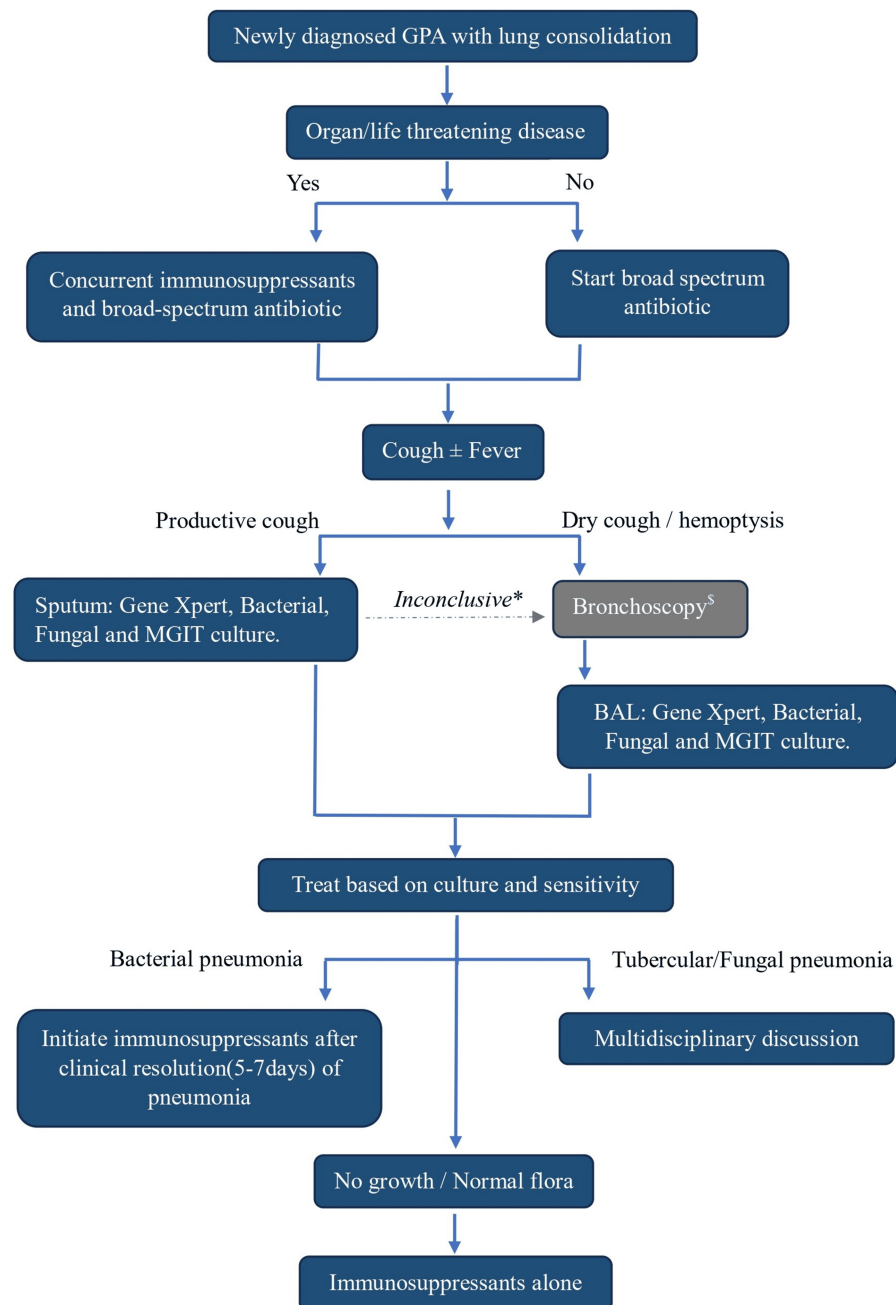 Newly diagnosed GPA with lung consolidation
Organ/life threatening disease
Yes
No
Concurrent immunosuppressants
and broad-spectrum antibiotic
Start broad spectrum
antibiotic
Cough ± Fever
Productive cough
Dry cough / hemoptysis
Sputum: Gene Xpert, Bacterial,
Fungal and MGIT culture.
Inconclusive*
Bronchoscopy$
BAL: Gene Xpert, Bacterial,
Fungal and MGIT culture.
Treat based on culture and sensitivity
Bacterial pneumonia
Tubercular/Fungal pneumonia
Initiate immunosuppressants after
clinical resolution(5-7days) of
pneumonia
Multidisciplinary discussion
No growth / Normal flora
Immunosuppressants alone